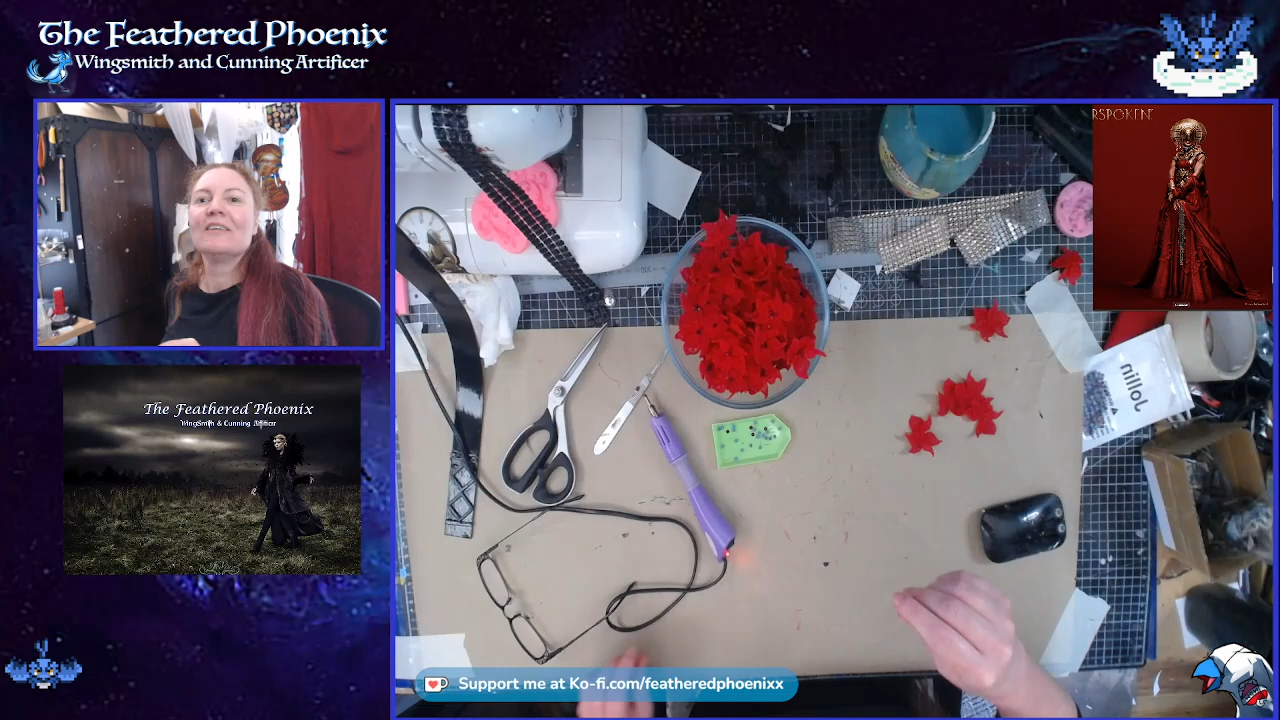 The Feathered Phoenix
Wingsmith and Cunning Artificer
RSPOKEN
The Feathered Phoenix
WingSmith & Cunning Artificer
nillot
Support me at Ko-fi.com/featheredphoenixx